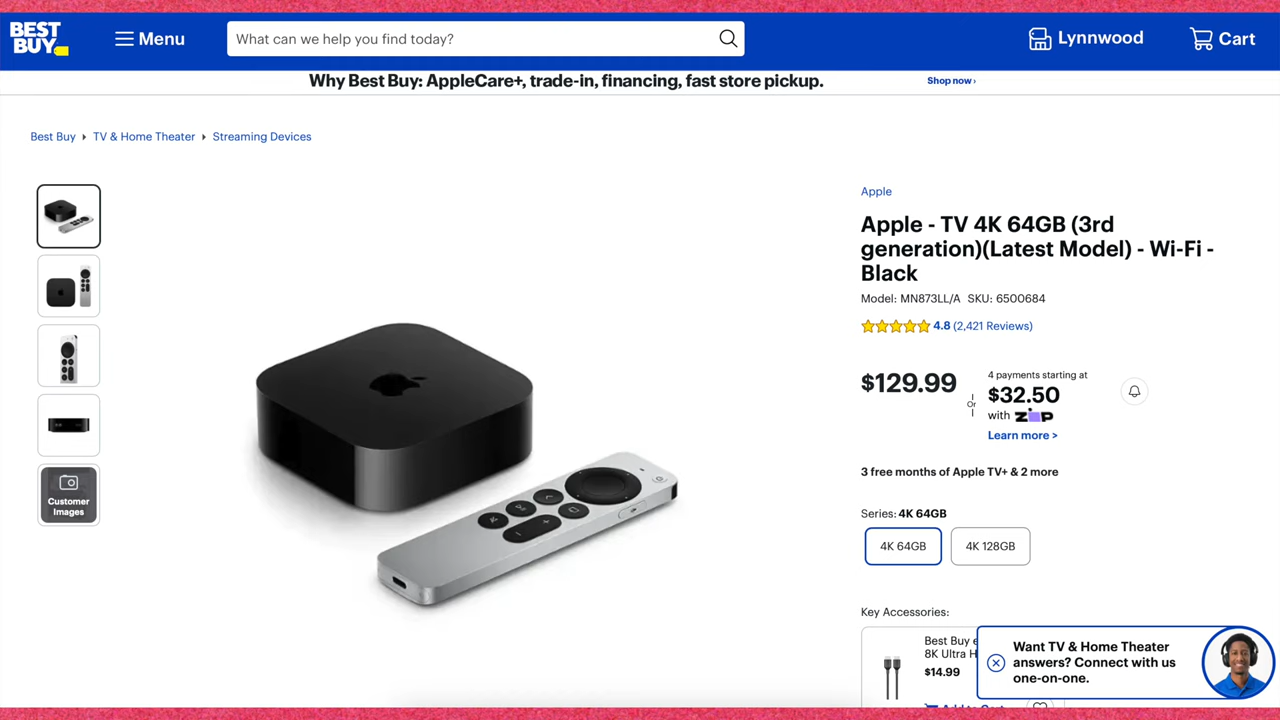 BEST
BUY
Menu
What can we help you find today?
Lynnwood
Cart
Why Best Buy: AppleCare+, trade-in, financing, fast store pickup.
Shop now ›
Best Buy
TV & Home Theater
Streaming Devices
Customer
Images
Apple
Apple - TV 4K 64GB (3rd
generation)(Latest Model) - Wi-Fi -
Black
Model: MN873LL/A SKU: 6500684
4.8 (2,421 Reviews)
$129.99
Or
4 payments starting at
$32.50
with ZIP
Learn more >
3 free months of Apple TV+ & 2 more
Series: 4K 64GB
4K 64GB
4K 128GB
Key Accessories:
Best Buy
8K Ultra
$14.99
Add to Cart
Want TV & Home Theater
answers? Connect with us
one-on-one.